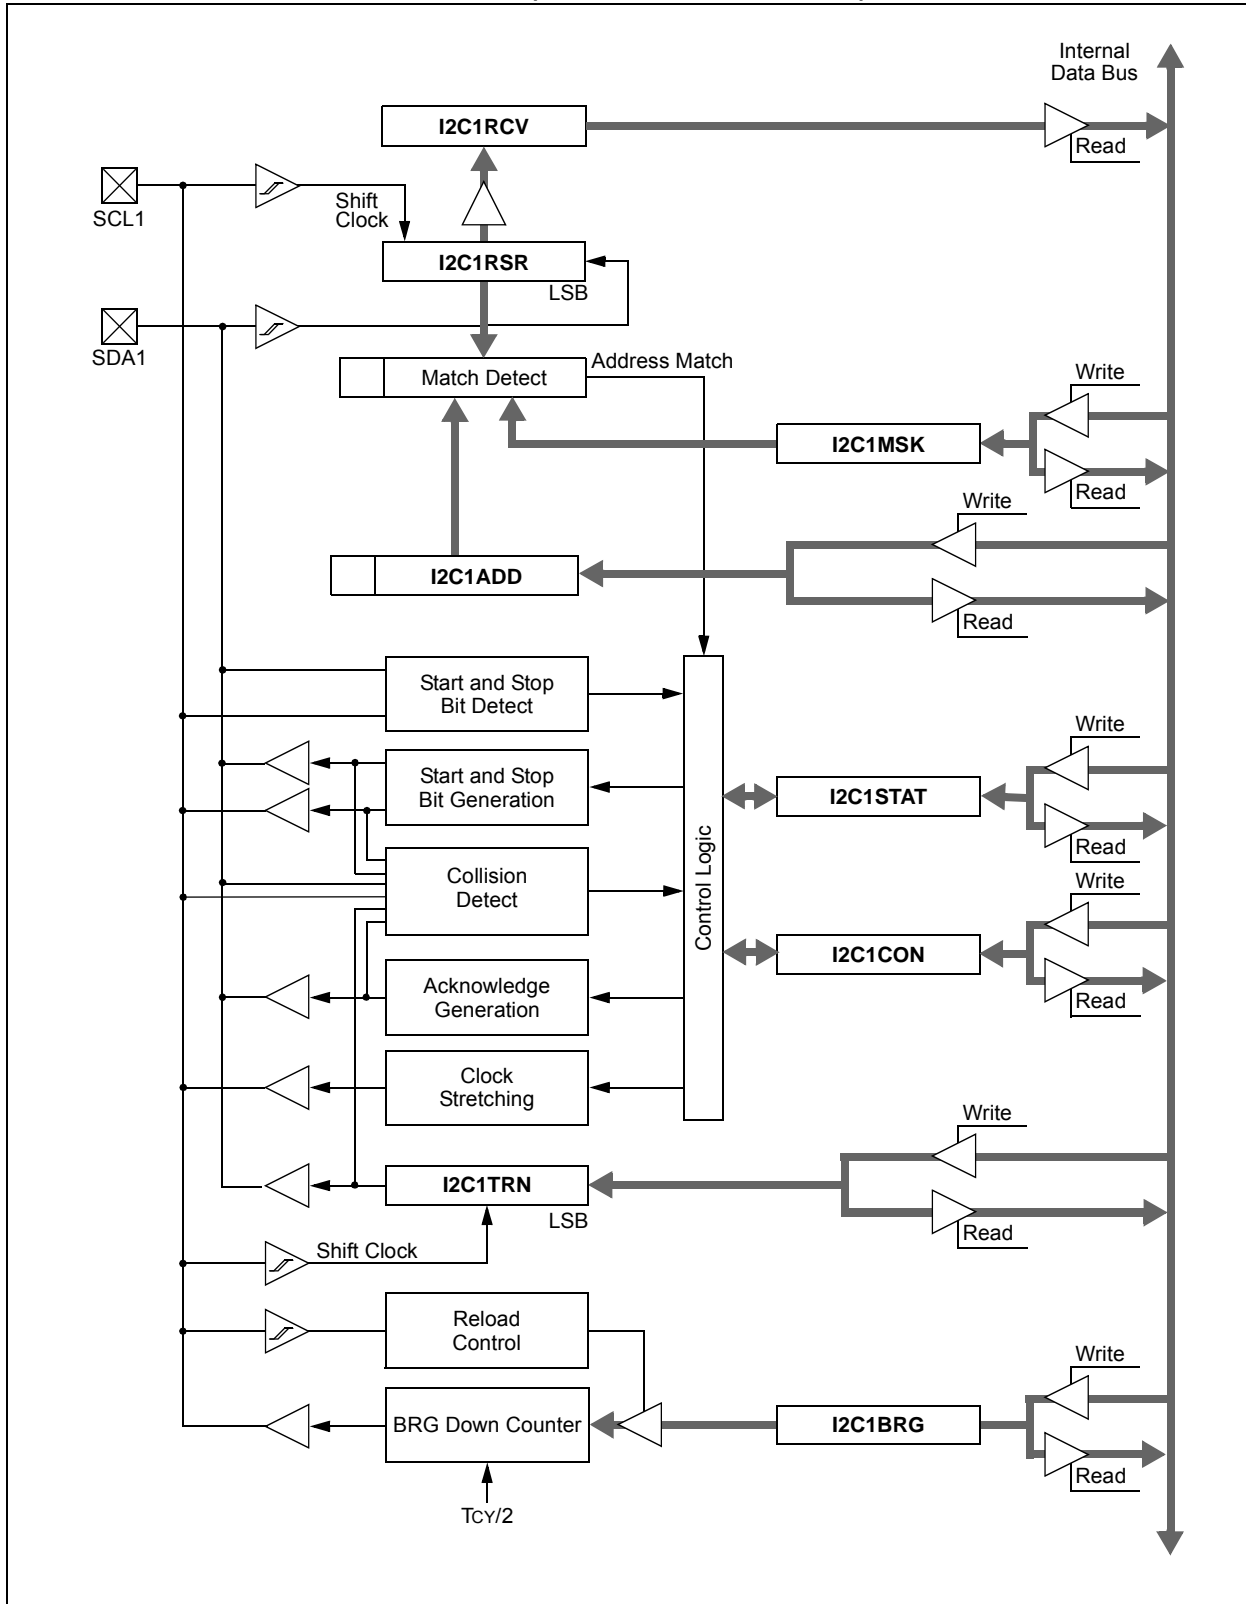 Internal
Data Bus
I2C1RCV
Read
SCL1
Shift
Clock
I2C1RSR
LSB
SDA1
Match Detect
Address Match
Write
I2C1MSK
Read
Write
I2C1ADD
Read
Start and Stop
Bit Detect
Write
Start and Stop
Bit Generation
I2C1STAT
Read
Control Logic
Collision
Detect
Write
I2C1CON
Read
Acknowledge
Generation
Clock
Stretching
Write
I2C1TRN
LSB
Read
Shift Clock
Reload
Control
Write
BRG Down Counter
I2C1BRG
Read
TCY/2